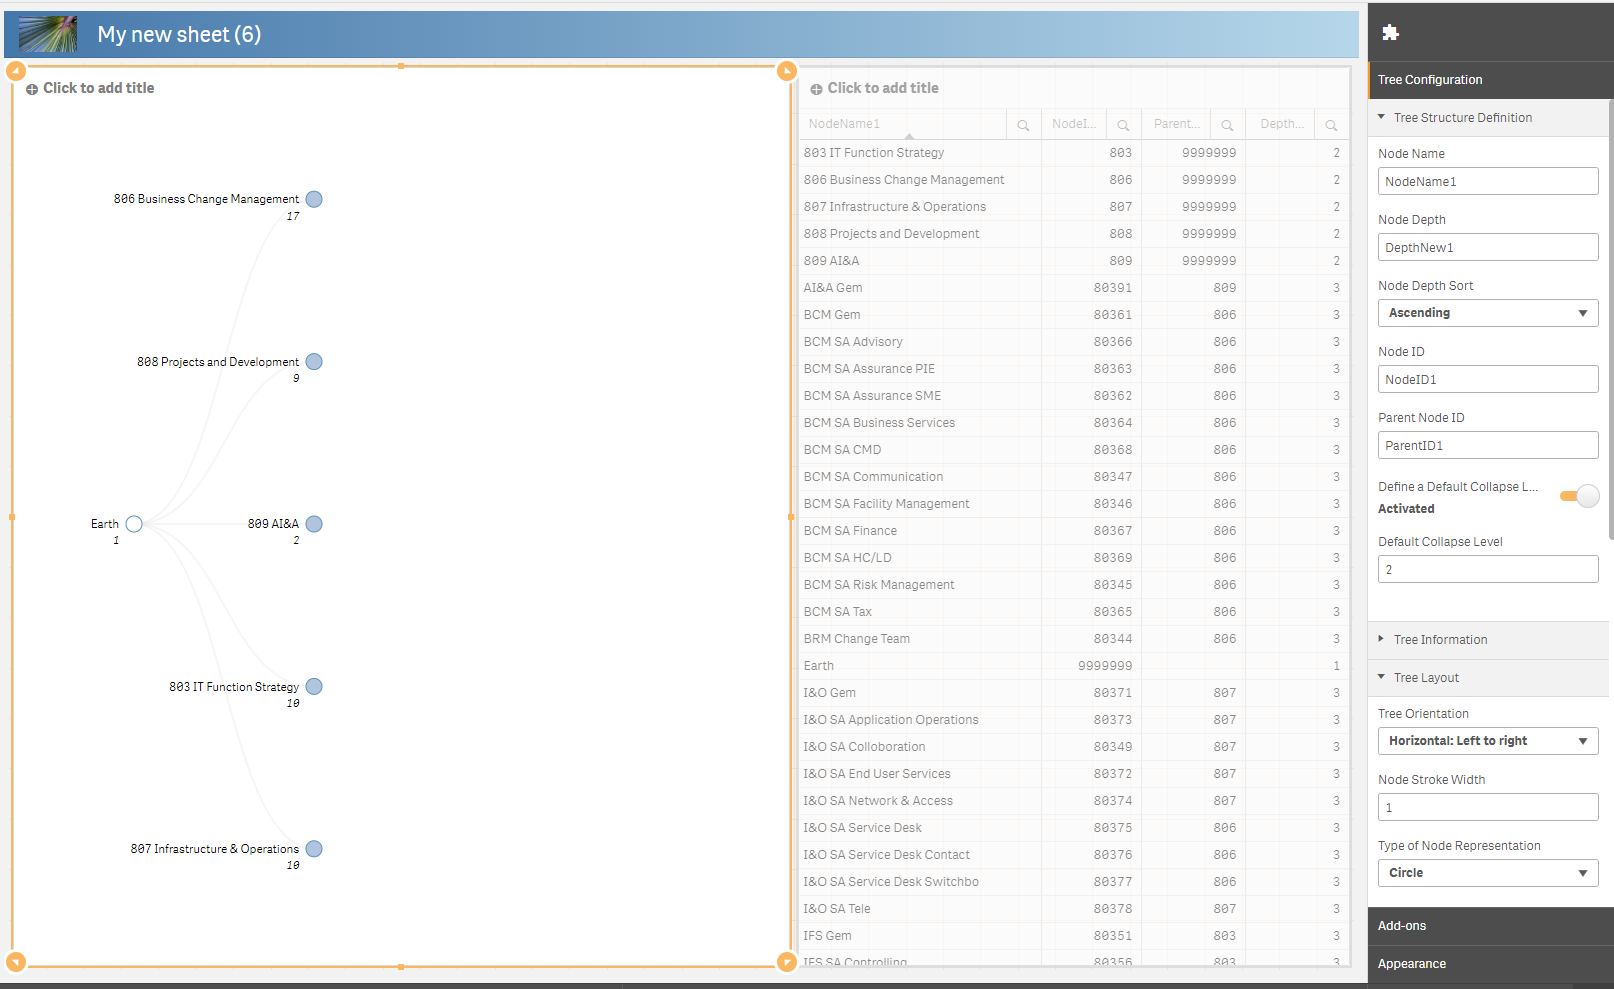 My new sheet (6)
Click to add title
806 Business Change Management
17
808 Projects and Development
9
Earth
1
809 AI&A
2
803 IT Function Strategy
10
807 Infrastructure & Operations
10
Click to add title
NodeName1 NodeI... Parent... Depth...
803 IT Function Strategy 803 9999999 2
806 Business Change Management 806 9999999 2
807 Infrastructure & Operations 807 9999999 2
808 Projects and Development 808 9999999 2
809 AI&A 809 9999999 2
AI&A Gem 80391 809 3
BCM Gem 80361 806 3
BCM SA Advisory 80366 806 3
BCM SA Assurance PIE 80363 806 3
BCM SA Assurance SME 80362 806 3
BCM SA Business Services 80364 806 3
BCM SA CMD 80368 806 3
BCM SA Communication 80347 806 3
BCM SA Facility Management 80346 806 3
BCM SA Finance 80367 806 3
BCM SA HC/LD 80369 806 3
BCM SA Risk Management 80345 806 3
BCM SA Tax 80365 806 3
BRM Change Team 80344 806 3
Earth 9999999 1
I&O Gem 80371 807 3
I&O SA Application Operations 80373 807 3
I&O SA Colloboration 80349 807 3
I&O SA End User Services 80372 807 3
I&O SA Network & Access 80374 807 3
I&O SA Service Desk 80375 806 3
I&O SA Service Desk Contact 80376 806 3
I&O SA Service Desk Switchbo 80377 806 3
I&O SA Tele 80378 807 3
IFS Gem 80351 803 3
IFS SA Controlling 80356 803 3
Tree Configuration
Tree Structure Definition
Node Name
NodeName1
Node Depth
DepthNew1
Node Depth Sort
Ascending
Node ID
NodeID1
Parent Node ID
ParentID1
Define a Default Collapse L...
Activated
Default Collapse Level
2
Tree Information
Tree Layout
Tree Orientation
Horizontal: Left to right
Node Stroke Width
1
Type of Node Representation
Circle
Add-ons
Appearance